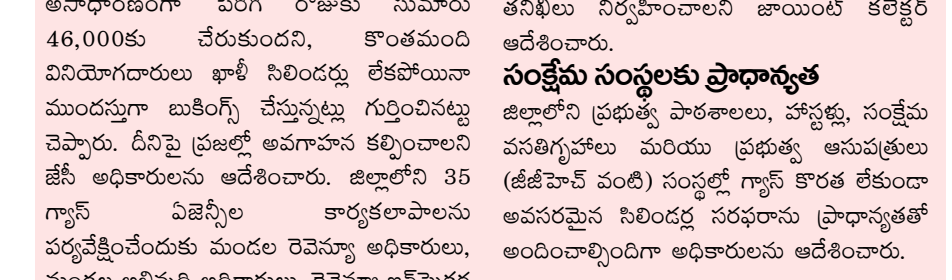 అసాధారణంగా పెరిగి రోజుకు సుమారు
46,000కు చేరుకుందని, కొంతమంది
వినియోగదారులు ఖాళీ సిలిండర్లు లేకపోయినా
ముందస్తుగా బుకింగ్స్ చేస్తున్నట్లు గుర్తించినట్టు
చెప్పారు. దీనిపై ప్రజల్లో అవగాహన కల్పించాలని
జేసీ అధికారులను ఆదేశించారు. జిల్లాలోని 35
గ్యాస్ ఏజెన్సీల కార్యకలాపాలను
పర్యవేక్షించేందుకు మండల రెవెన్యూ అధికారులు,
తనిఖీలు నిర్వహించాలని జాయింట్ కలెక్టర్
ఆదేశించారు.
సంక్షేమ సంస్థలకు ప్రాధాన్యత
జిల్లాలోని ప్రభుత్వ పాఠశాలలు, హాస్టళ్లు, సంక్షేమ
వసతిగృహాలు మరియు ప్రభుత్వ ఆసుపత్రులు
(జీజీహెచ్ వంటి) సంస్థల్లో గ్యాస్ కొరత లేకుండా
అవసరమైన సిలిండర్ల సరఫరాను ప్రాధాన్యతతో
అందించాల్సిందిగా అధికారులను ఆదేశించారు.